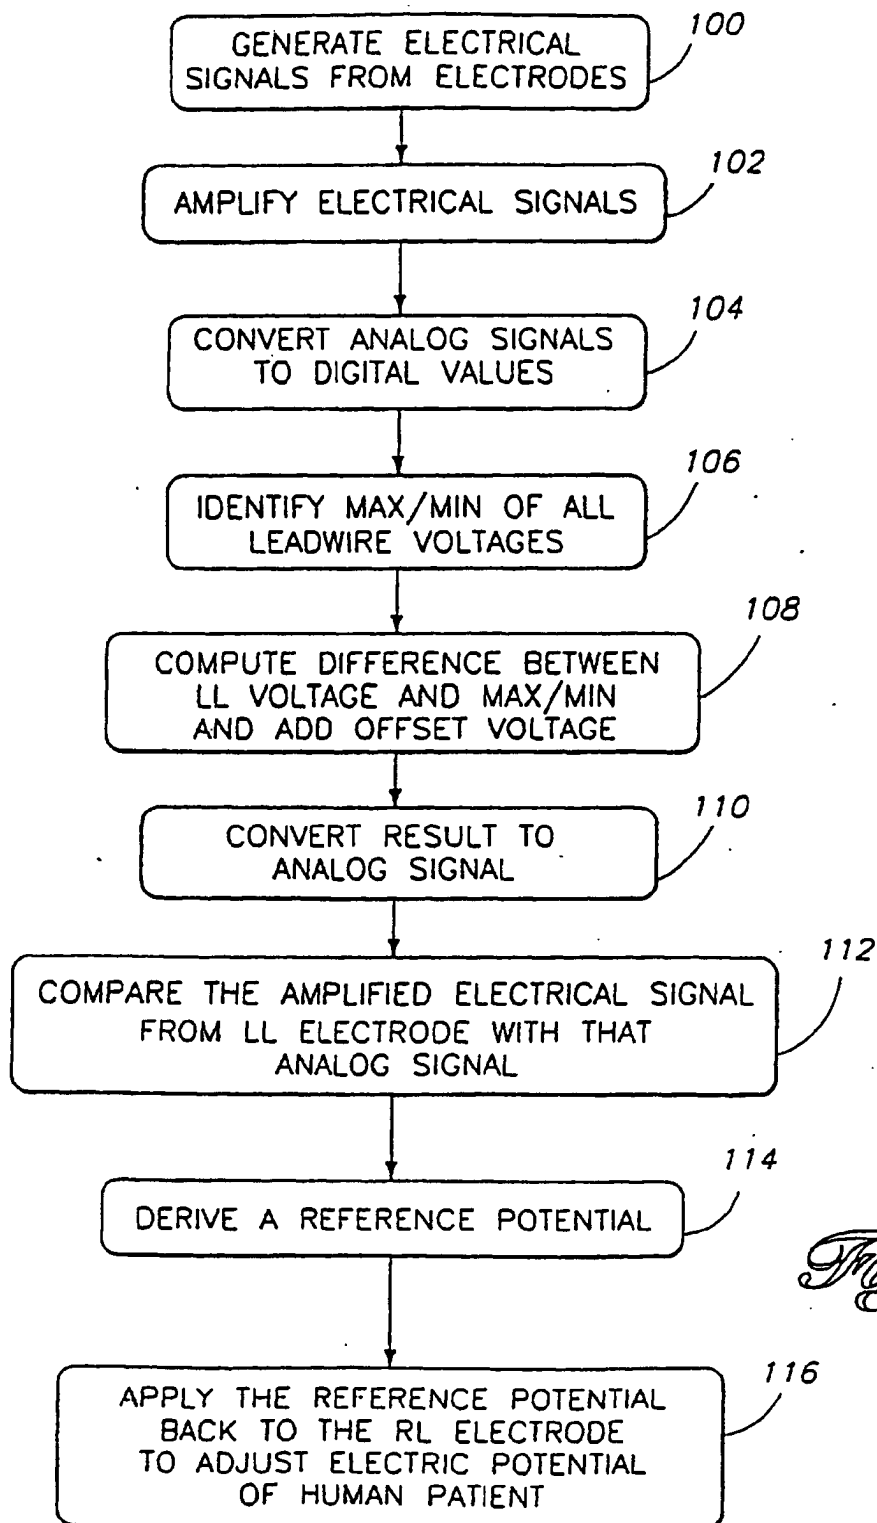 GENERATE ELECTRICAL
SIGNALS FROM ELECTRODES
100
AMPLIFY ELECTRICAL SIGNALS
102
CONVERT ANALOG SIGNALS
TO DIGITAL VALUES
104
IDENTIFY MAX/MIN OF ALL
LEADWIRE VOLTAGES
106
COMPUTE DIFFERENCE BETWEEN
LL VOLTAGE AND MAX/MIN
AND ADD OFFSET VOLTAGE
108
CONVERT RESULT TO
ANALOG SIGNAL
110
COMPARE THE AMPLIFIED ELECTRICAL SIGNAL
FROM LL ELECTRODE WITH THAT
ANALOG SIGNAL
112
DERIVE A REFERENCE POTENTIAL
114
APPLY THE REFERENCE POTENTIAL
BACK TO THE RL ELECTRODE
TO ADJUST ELECTRIC POTENTIAL
OF HUMAN PATIENT
116